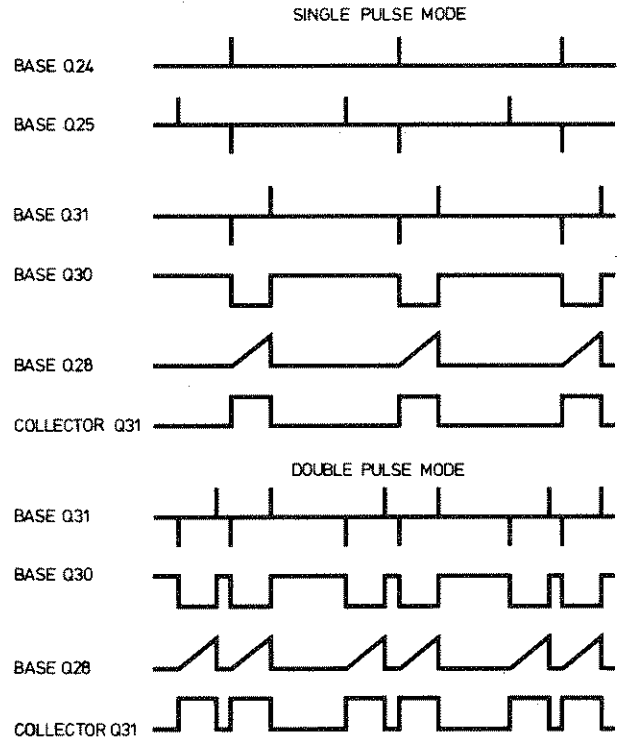 SINGLE PULSE MODE
BASE Q24
BASE Q25
BASE Q31
BASE Q30
BASE Q28
COLLECTOR Q31
DOUBLE PULSE MODE
BASE Q31
BASE Q30
BASE Q28
COLLECTOR Q31